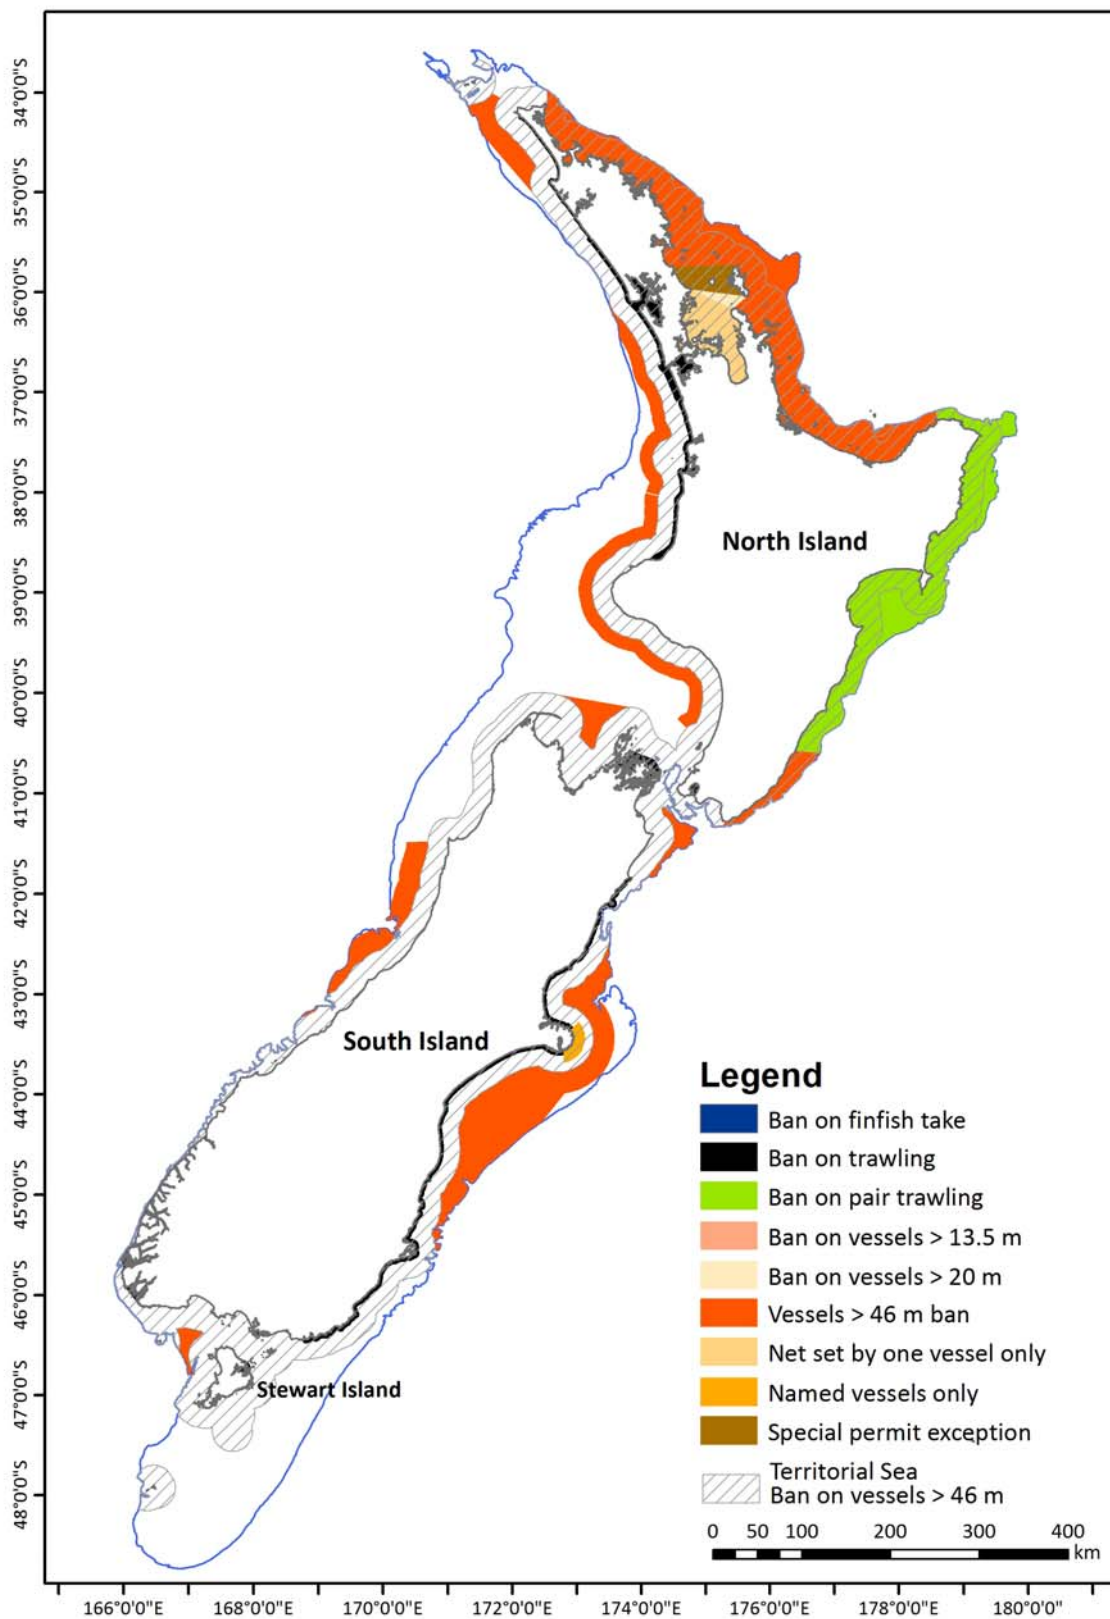 34°0'0"S
35°0'0"S
36°0'0"S
37°0'0"S
38°0'0"S
39°0'0"S
40°0'0"S
41°0'0"S
42°0'0"S
43°0'0"S
44°0'0"S
45°0'0"S
46°0'0"S
47°0'0"S
48°0'0"S
North Island
South Island
Stewart Island
Legend
Ban on finfish take
Ban on trawling
Ban on pair trawling
Ban on vessels > 13.5 m
Ban on vessels > 20 m
Vessels > 46 m ban
Net set by one vessel only
Named vessels only
Special permit exception
Territorial Sea
Ban on vessels > 46 m
0 50 100 200 300 400
km
166°0'0"E 168°0'0"E 170°0'0"E 172°0'0"E 174°0'0"E 176°0'0"E 178°0'0"E 180°0'0"